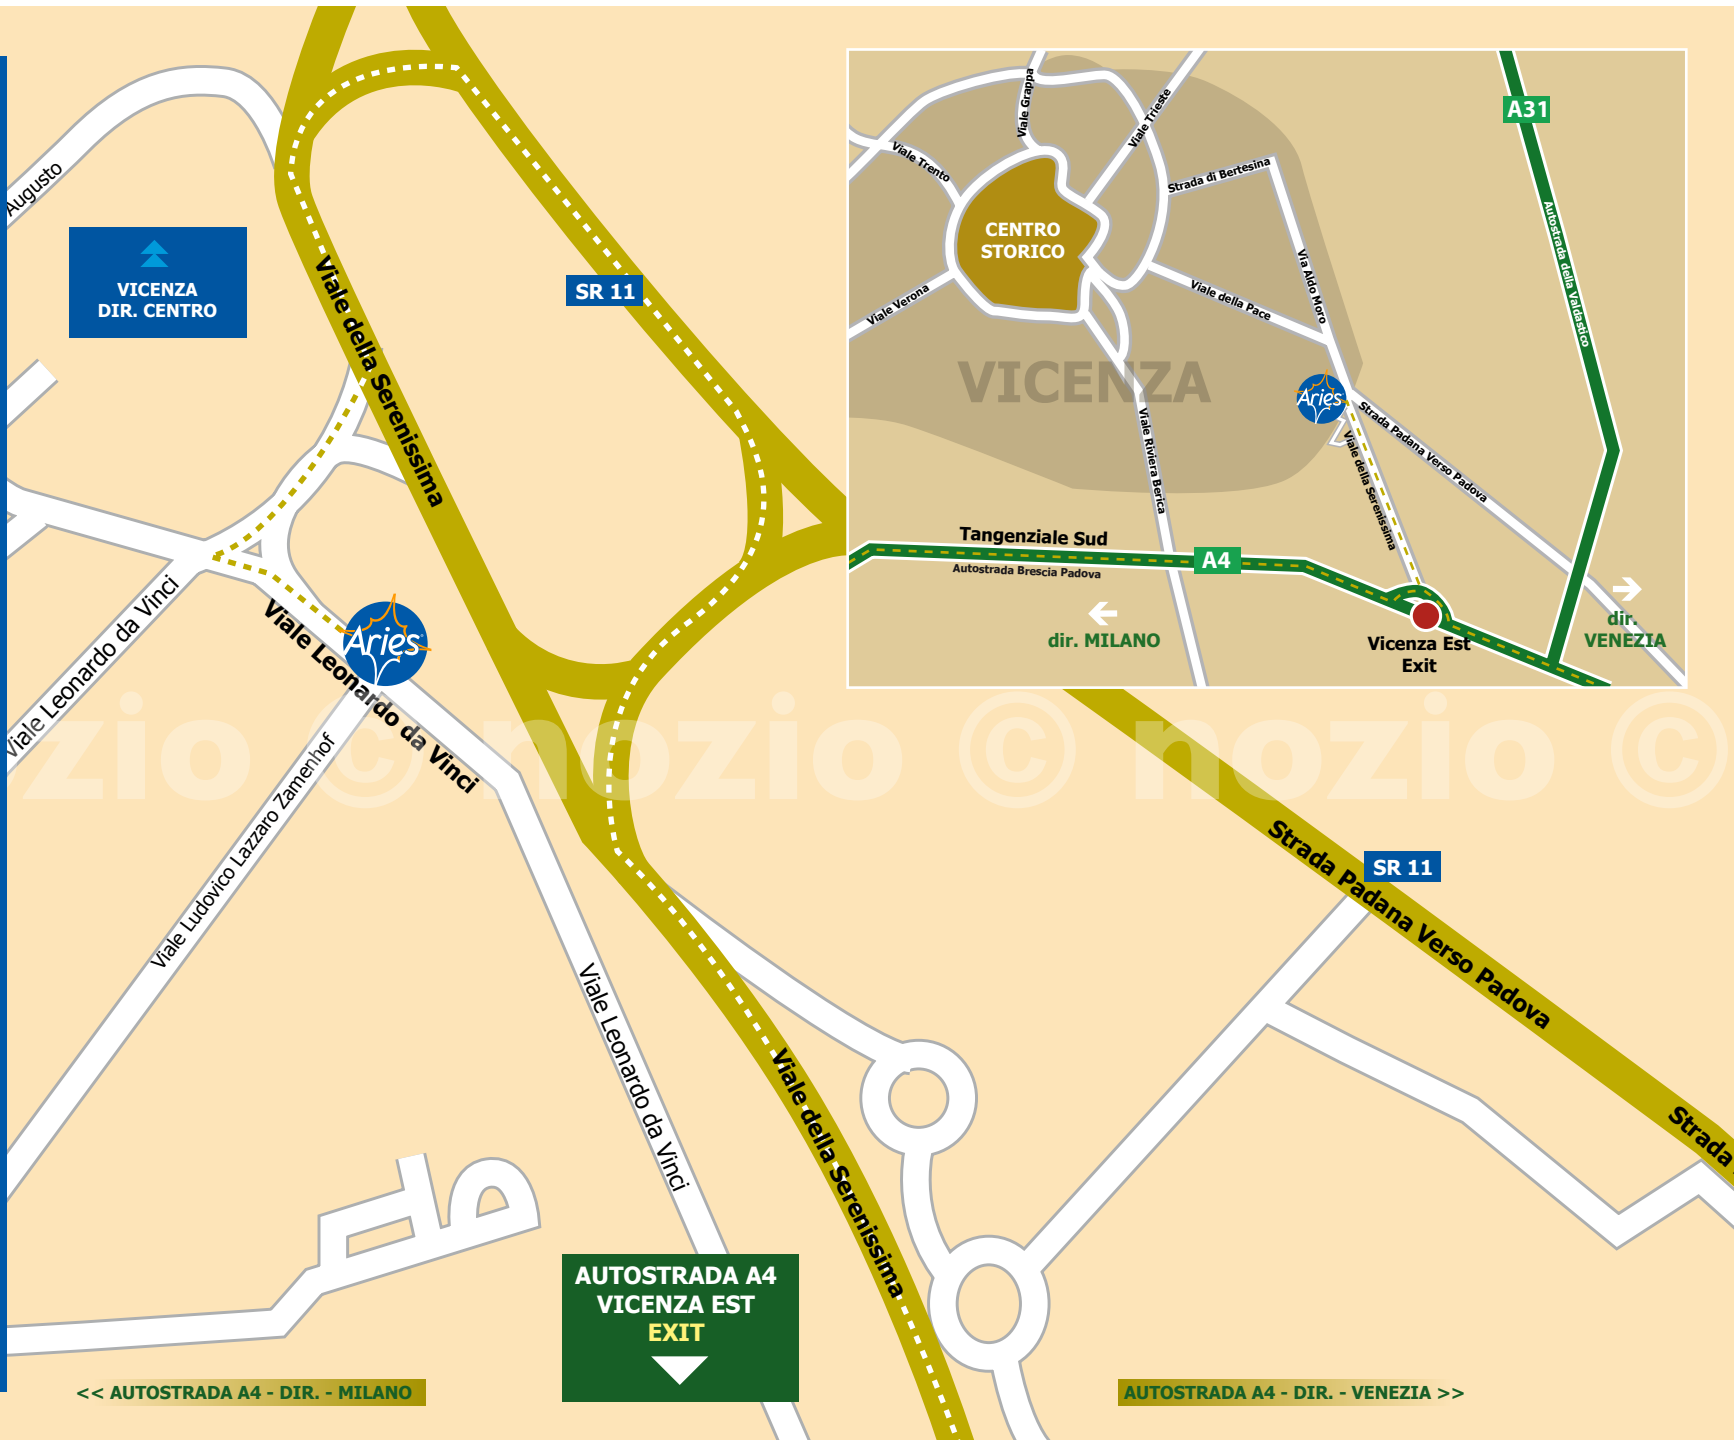 Augusto
VICENZA
DIR. CENTRO
Viale della Serenissima
SR 11
Viale Leonardo da Vinci
Viale Leonardo da Vinci
Aries
Viale Ludovico Lazzaro Zamenhof
Viale Leonardo da Vinci
Viale della Serenissima
Viale Grappa
Viale Trieste
Viale Trento
Strada di Bertesina
CENTRO
STORICO
Viale Verona
Viale della Pace
Via Aldo Moro
VICENZA
Aries
Viale Riviera Berica
Viale della Serenissima
Strada Padana Verso Padova
A31
Autostrada della Valdastico
Tangenziale Sud
Autostrada Brescia Padova
A4
dir. MILANO
Vicenza Est
Exit
dir.
VENEZIA
zio © nozio © nozio ©
Strada Padana Verso Padova
SR 11
Strada
AUTOSTRADA A4
VICENZA EST
EXIT
<< AUTOSTRADA A4 - DIR. - MILANO
AUTOSTRADA A4 - DIR. - VENEZIA >>